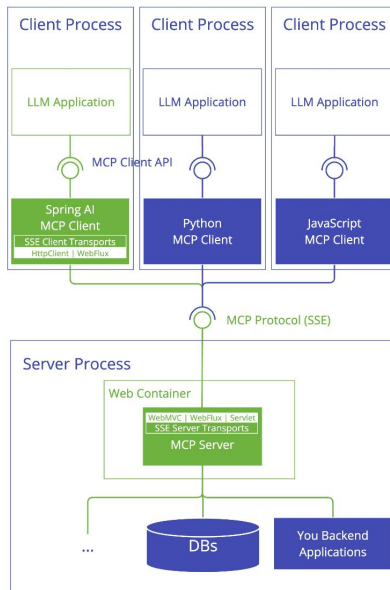 Client Process
Client Process
Client Process
LLM Application
LLM Application
LLM Application
MCP Client API
Spring AI
MCP Client
SSE Client Transports
HttpClient | WebFlux
Python
MCP Client
JavaScript
MCP Client
MCP Protocol (SSE)
Server Process
Web Container
WebMVC | WebFlux | Servlet
SSE Server Transports
MCP Server
...
DBs
You Backend
Applications